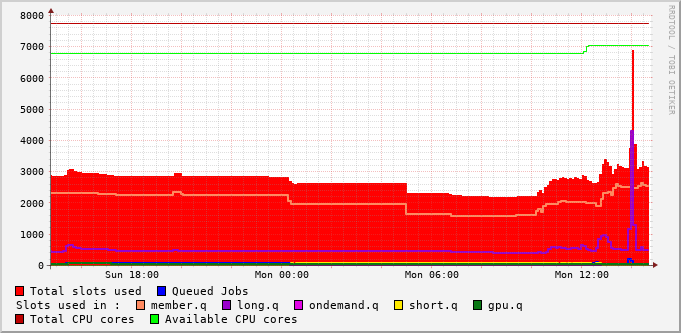 8000
7000
6000
5000
4000
3000
2000
1000
0
Sun 18:00 Mon 00:00 Mon 06:00 Mon 12:00
RRDTOOL / TOBI OETIKER
Total slots used Queued Jobs
Slots used in : member.q long.q ondemand.q short.q gpu.q
Total CPU cores Available CPU cores